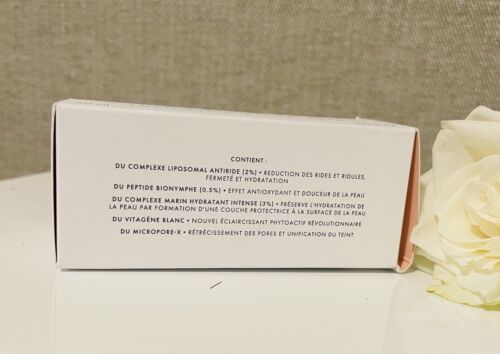 CONTIENT :
DU COMPLEXE LIPOSOMAL ANTIRIDE (2%) • REDUCTION DES RIDES ET RIDULES,
FERMETÉ ET HYDRATATION
DU PEPTIDE BIONYMPHE (0.5%) • EFFET ANTIOXYDANT ET DOUCEUR DE LA PEAU
DU COMPLEXE MARIN HYDRATANT INTENSE (3%) • PRÉSERVE L'HYDRATATION DE
LA PEAU PAR FORMATION D'UNE COUCHE PROTECTRICE À LA SURFACE DE LA PEAU
DU VITAGÈNE BLANC • NOUVEL ÉCLAIRCISSANT PHYTOACTIF RÉVOLUTIONNAIRE
DU MICROPORE-X • RÉTRÉCISSEMENT DES PORES ET UNIFICATION DU TEINT